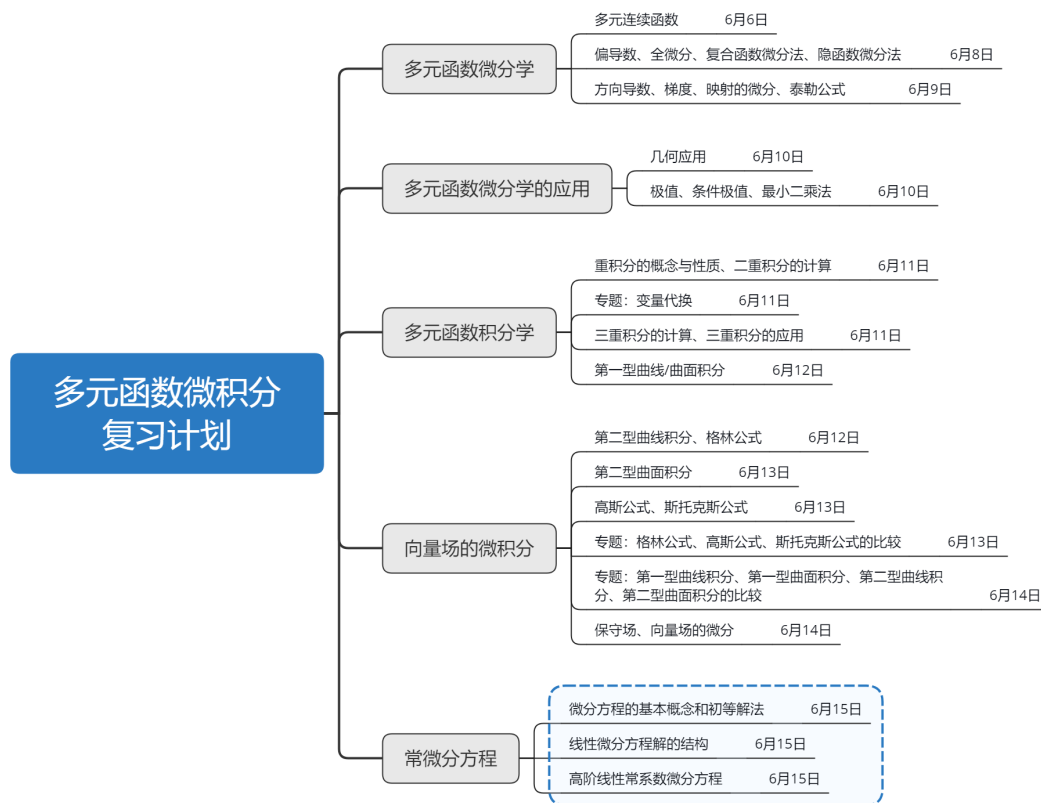 多元函数微积分
复习计划
多元函数微分学
多元连续函数 6月6日
偏导数、全微分、复合函数微分法、隐函数微分法 6月8日
方向导数、梯度、映射的微分、泰勒公式 6月9日
多元函数微分学的应用
几何应用 6月10日
极值、条件极值、最小二乘法 6月10日
多元函数积分学
重积分的概念与性质、二重积分的计算 6月11日
专题：变量代换 6月11日
三重积分的计算、三重积分的应用 6月11日
第一型曲线/曲面积分 6月12日
向量场的微积分
第二型曲线积分、格林公式 6月12日
第二型曲面积分 6月13日
高斯公式、斯托克斯公式 6月13日
专题：格林公式、高斯公式、斯托克斯公式的比较 6月13日
专题：第一型曲线积分、第一型曲面积分、第二型曲线积
分、第二型曲面积分的比较 6月14日
保守场、向量场的微分 6月14日
常微分方程
微分方程的基本概念和初等解法 6月15日
线性微分方程解的结构 6月15日
高阶线性常系数微分方程 6月15日